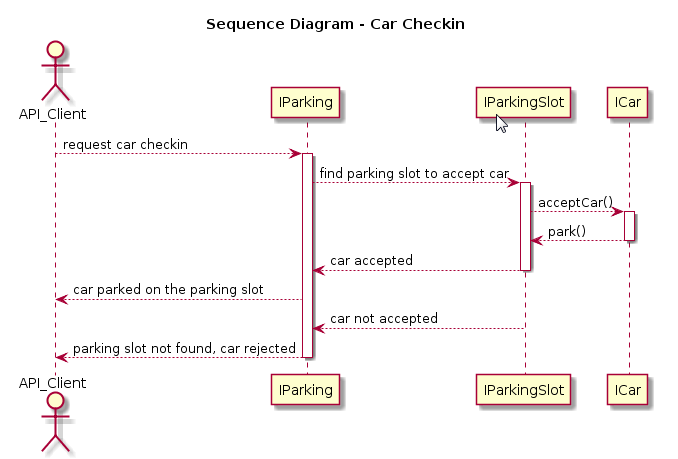 Sequence Diagram - Car Checkin
API_Client
IParking
IParkingSlot
ICar
request car checkin
find parking slot to accept car
acceptCar()
park()
car accepted
car parked on the parking slot
car not accepted
parking slot not found, car rejected
API_Client
IParking
IParkingSlot
ICar